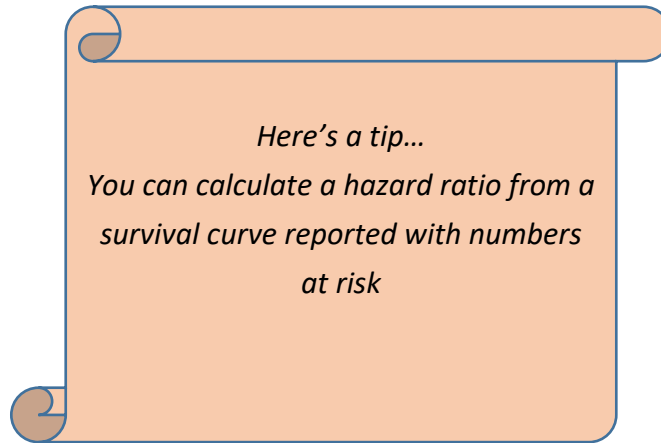 Here’s a tip…
You can calculate a hazard ratio from a
survival curve reported with numbers
at risk